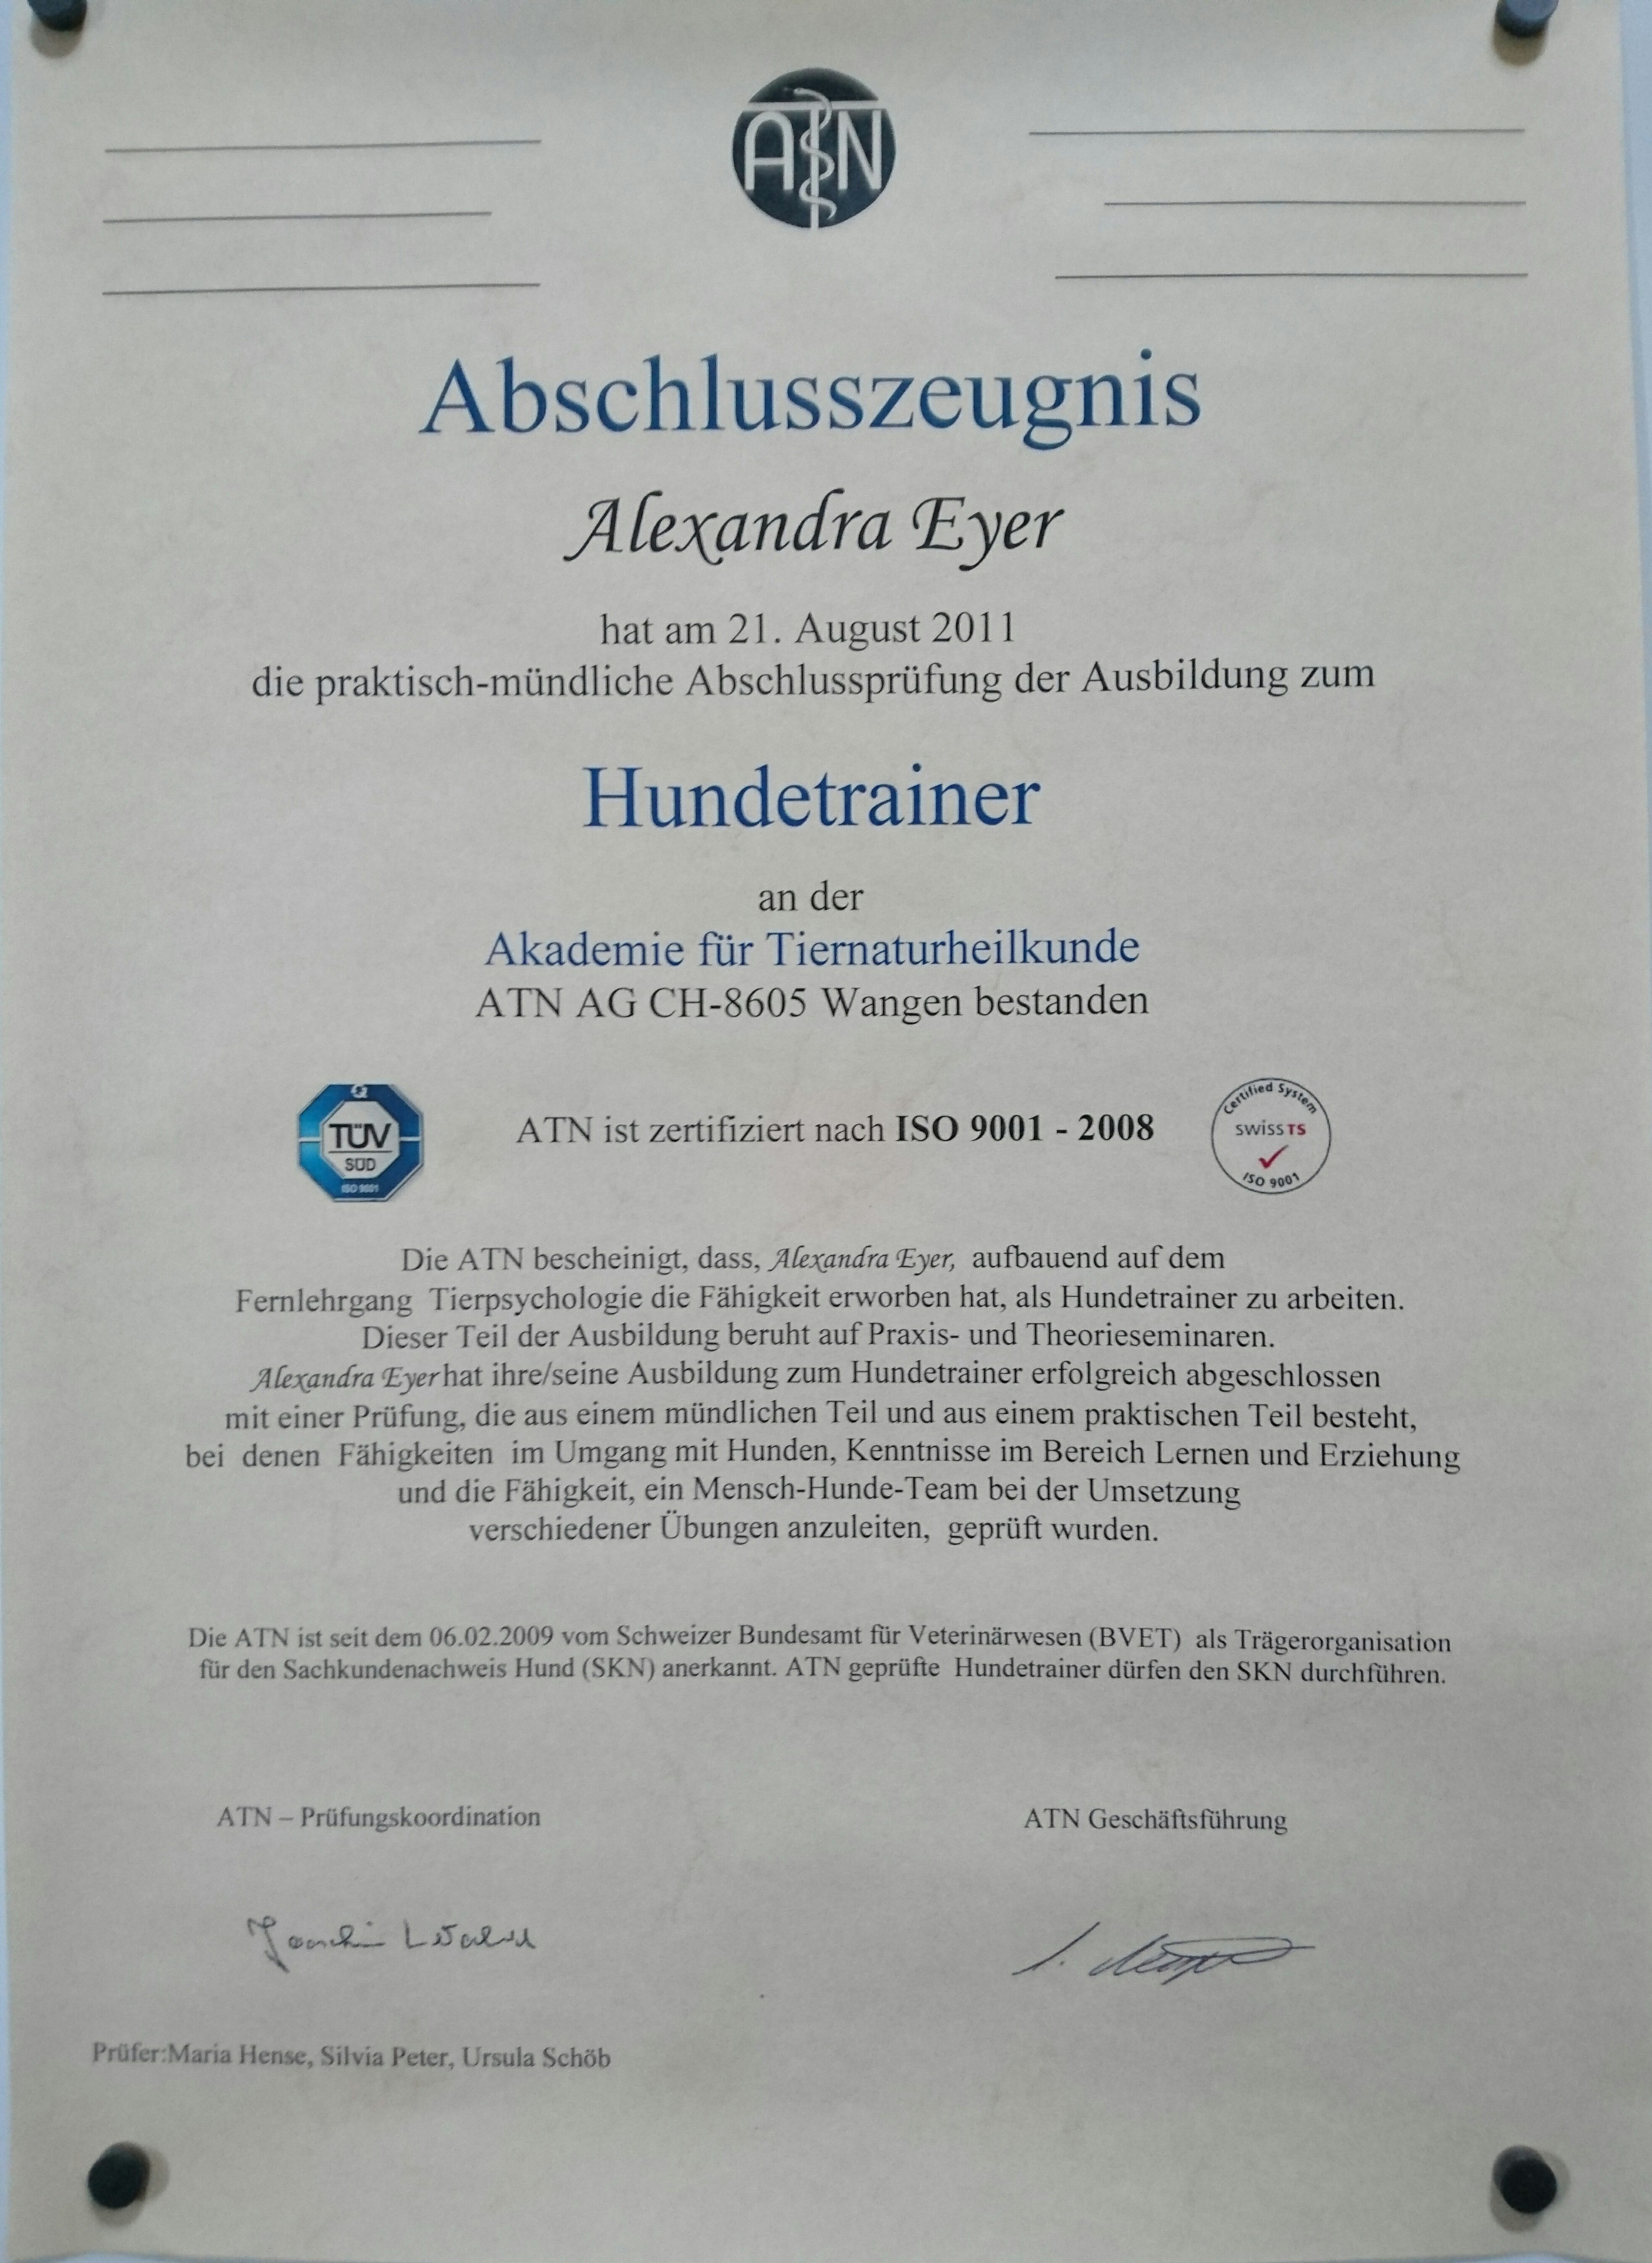 ATN
Abschlusszeugnis
Alexandra Eyer
hat am 21. August 2011
die praktisch-mündliche Abschlussprüfung der Ausbildung zum
Hundetrainer
an der
Akademie für Tiernaturheilkunde
ATN AG CH-8605 Wangen bestanden
TÜV
SÜD
ISO 9001
ATN ist zertifiziert nach ISO 9001 - 2008
Certified System
swiss TS
ISO 9001
Die ATN bescheinigt, dass, Alexandra Eyer, aufbauend auf dem
Fernlehrgang Tierpsychologie die Fähigkeit erworben hat, als Hundetrainer zu arbeiten.
Dieser Teil der Ausbildung beruht auf Praxis- und Theorieseminaren.
Alexandra Eyer hat ihre/seine Ausbildung zum Hundetrainer erfolgreich abgeschlossen
mit einer Prüfung, die aus einem mündlichen Teil und aus einem praktischen Teil besteht,
bei denen Fähigkeiten im Umgang mit Hunden, Kenntnisse im Bereich Lernen und Erziehung
und die Fähigkeit, ein Mensch-Hunde-Team bei der Umsetzung
verschiedener Übungen anzuleiten, geprüft wurden.
Die ATN ist seit dem 06.02.2009 vom Schweizer Bundesamt für Veterinärwesen (BVET) als Trägerorganisation
für den Sachkundenachweis Hund (SKN) anerkannt. ATN geprüfte Hundetrainer dürfen den SKN durchführen.
ATN – Prüfungskoordination
ATN Geschäftsführung
Prüfer:Maria Hense, Silvia Peter, Ursula Schöb